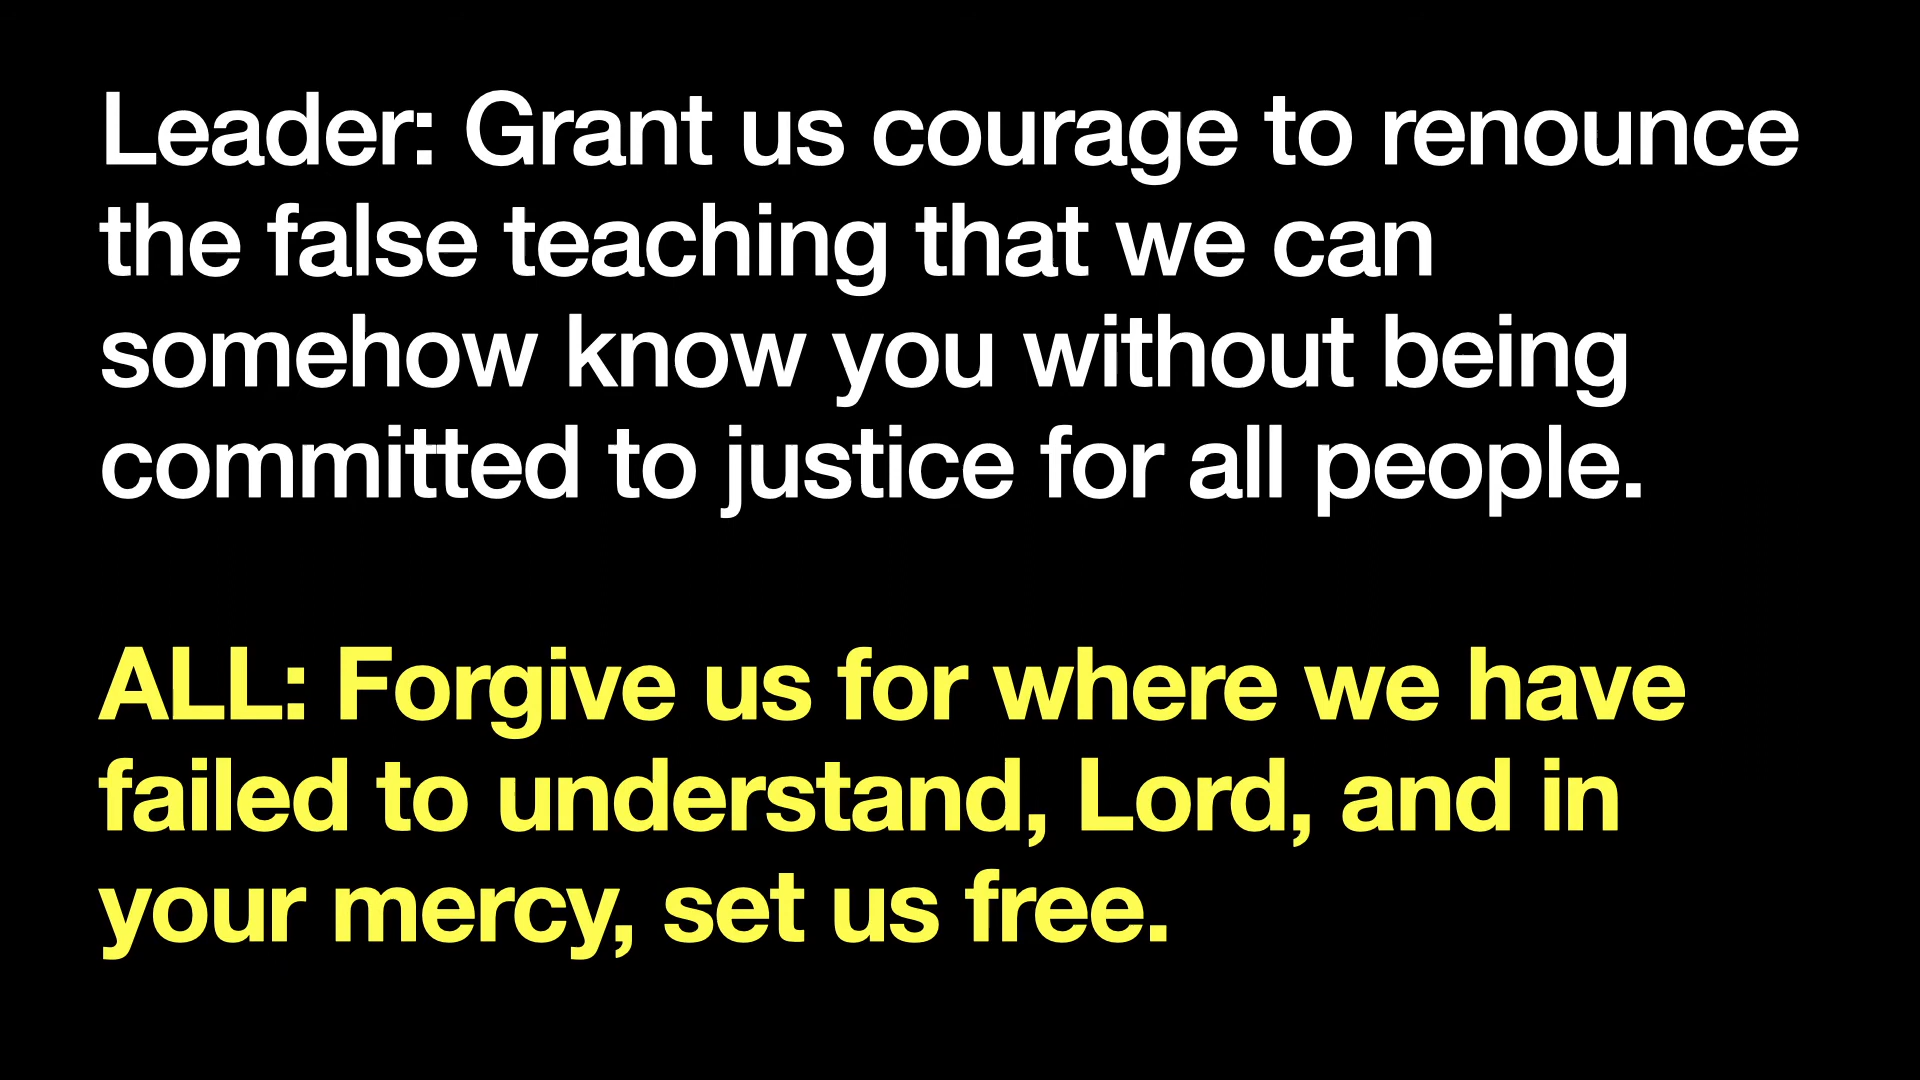 Leader: Grant us courage to renounce
the false teaching that we can
somehow know you without being
committed to justice for all people.
ALL: Forgive us for where we have
failed to understand, Lord, and in
your mercy, set us free.